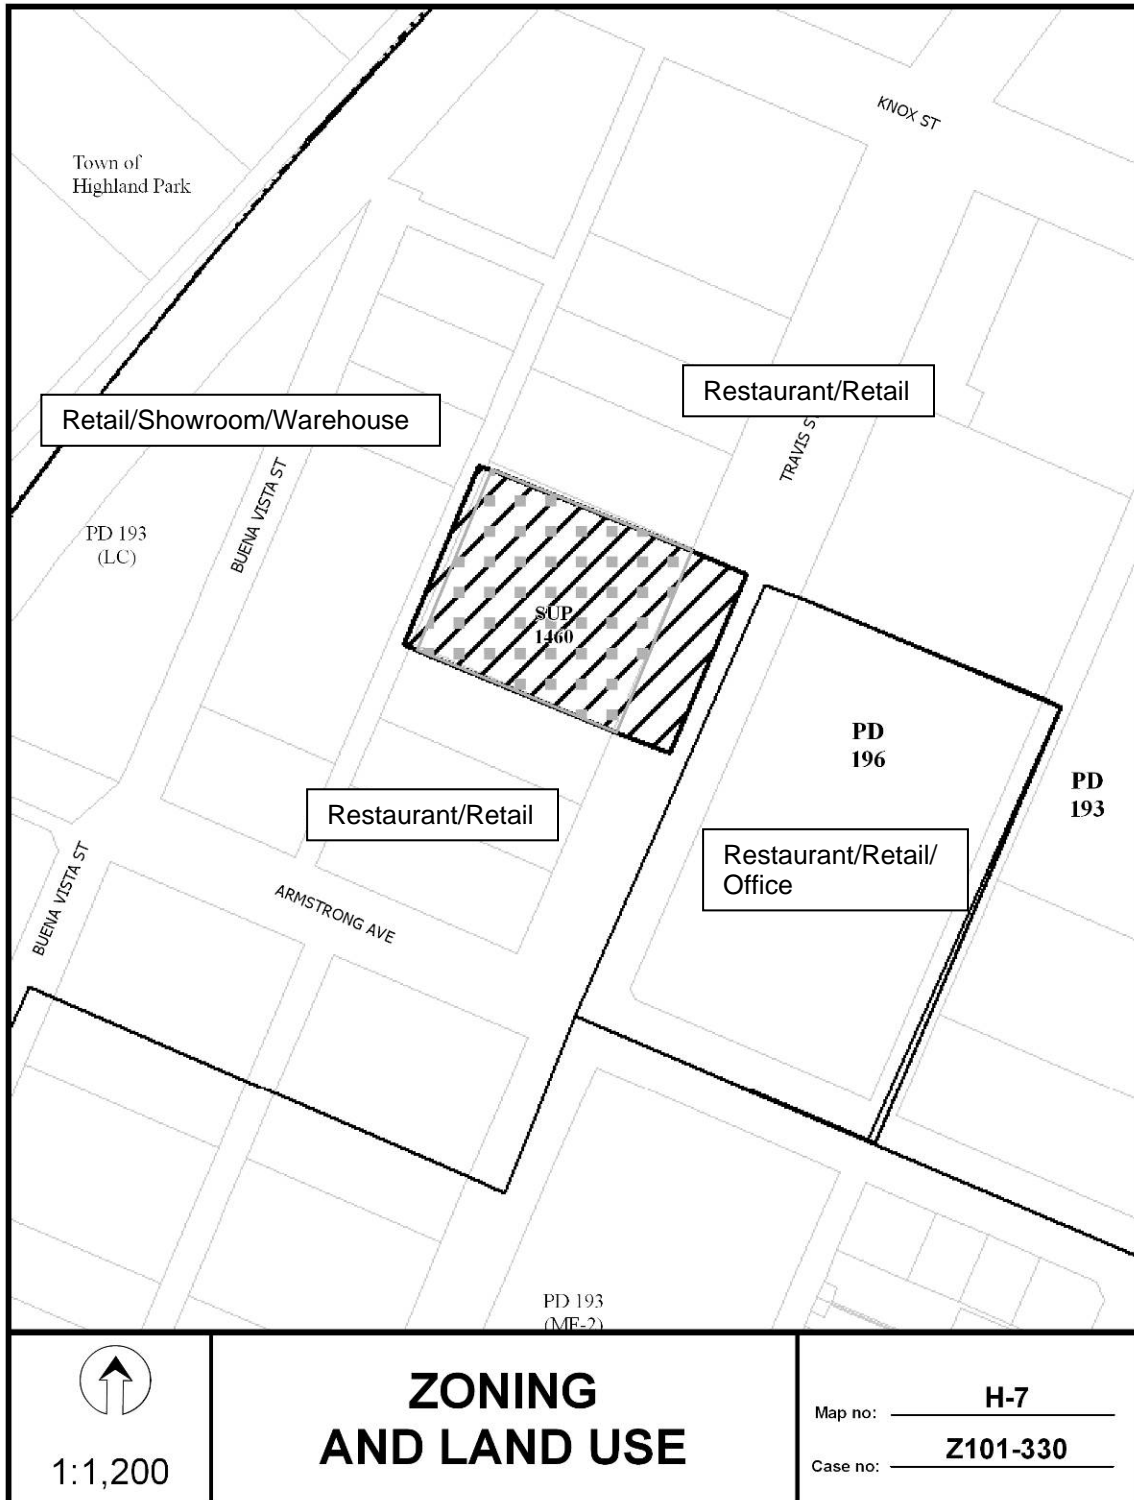 KNOX ST
Town of
Highland Park
Restaurant/Retail
Retail/Showroom/Warehouse
TRAVIS ST
BUENA VISTA ST
PD 193
(LC)
SUP
1460
PD
196
PD
193
Restaurant/Retail
Restaurant/Retail/
Office
BUENA VISTA ST
ARMSTRONG AVE
PD 193
(MF-2)
1:1,200
ZONING
AND LAND USE
Map no: H-7
Case no: Z101-330